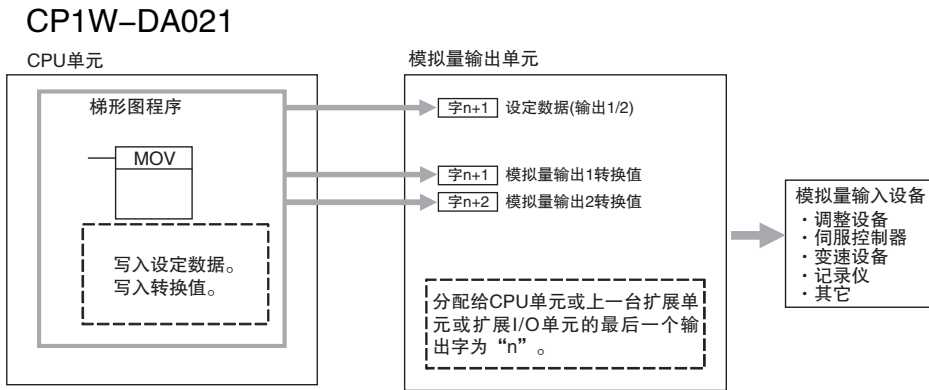 CP1W-DA021
CPU单元
模拟量输出单元
梯形图程序
MOV
写入设定数据。
写入转换值。
字n+1 设定数据(输出1/2)
字n+1 模拟量输出1转换值
字n+2 模拟量输出2转换值
分配给CPU单元或上一台扩展单
元或扩展I/O单元的最后一个输
出字为“n”。
模拟量输入设备
・调整设备
・伺服控制器
・变速设备
・记录仪
・其它